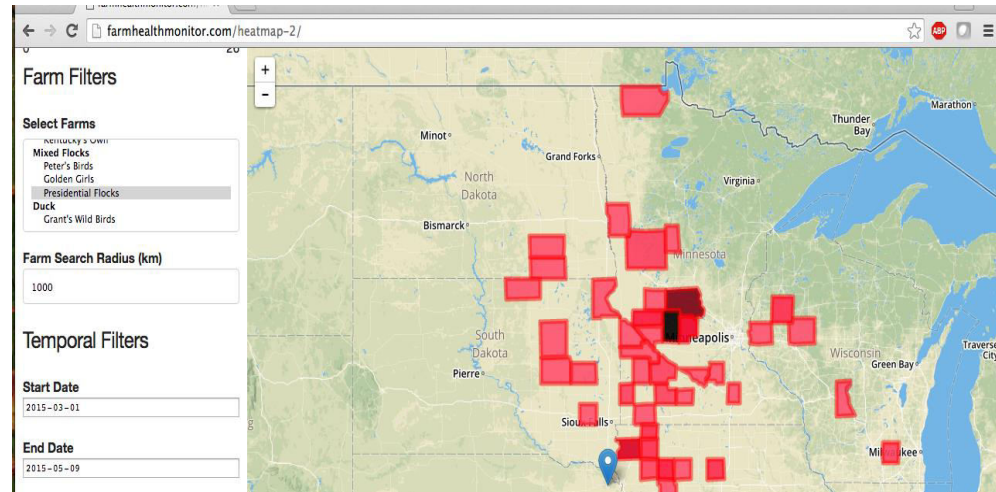 farmhealthmonitor.com/heatmap-2/
ABP
0 20
Farm Filters
Select Farms
Kentucky's Own
Mixed Flocks
Peter's Birds
Golden Girls
Presidential Flocks
Duck
Grant's Wild Birds
Farm Search Radius (km)
1000
Temporal Filters
Start Date
2015-03-01
End Date
2015-05-09
+
-
Marathon
Thunder
Bay
Minot
Grand Forks
Virginia
North
Dakota
Bismarck
Minnesota
South
Dakota
Pierre
Wisconsin
Green Bay
Traverse
City
Sioux Falls